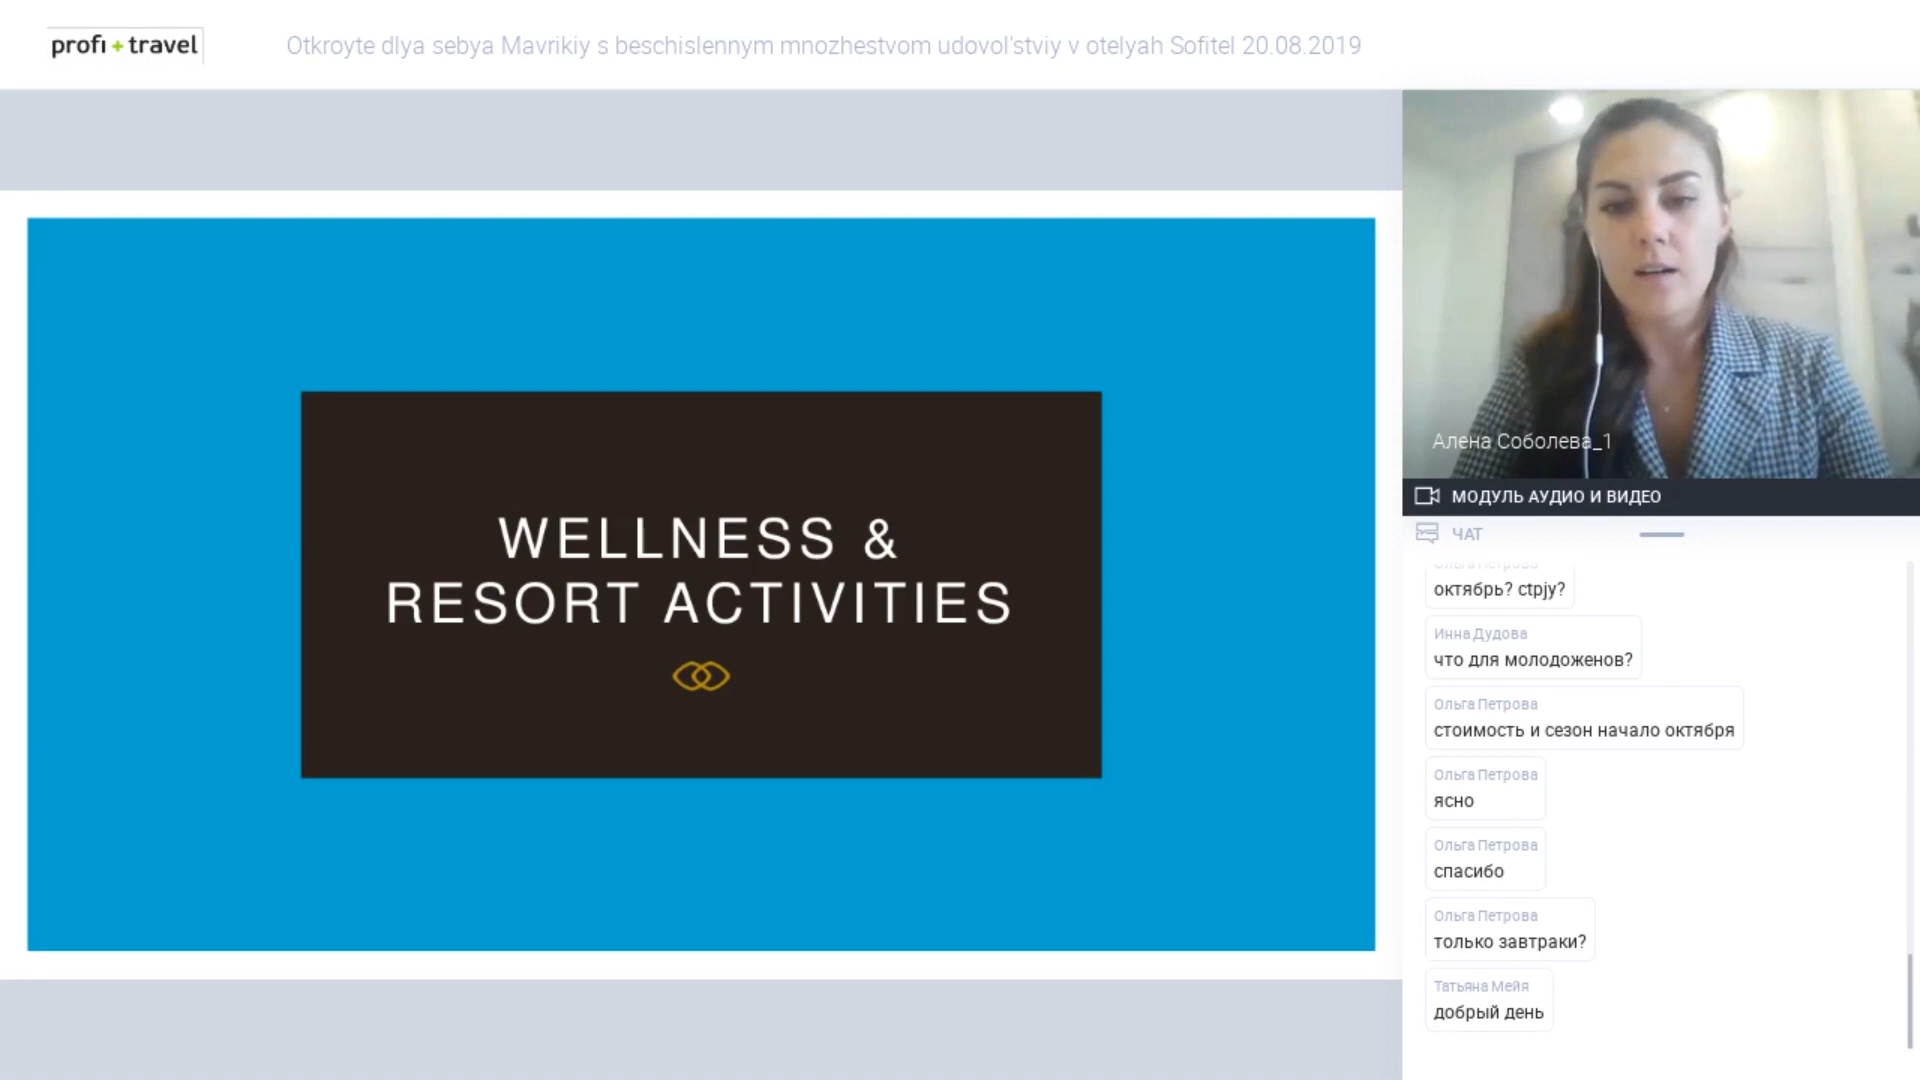 profi + travel
Otkroyte dlya sebya Mavrikiy s beschislennym mnozhestvom udovol'stviy v otelyah Sofitel 20.08.2019
WELLNESS &
RESORT ACTIVITIES
Алена Соболева_1
МОДУЛЬ АУДИО И ВИДЕО
ЧАТ
Ольга Петрова
октябрь? ctpjy?
Инна Дудова
что для молодоженов?
Ольга Петрова
стоимость и сезон начало октября
Ольга Петрова
ясно
Ольга Петрова
спасибо
Ольга Петрова
только завтраки?
Татьяна Мейя
добрый день